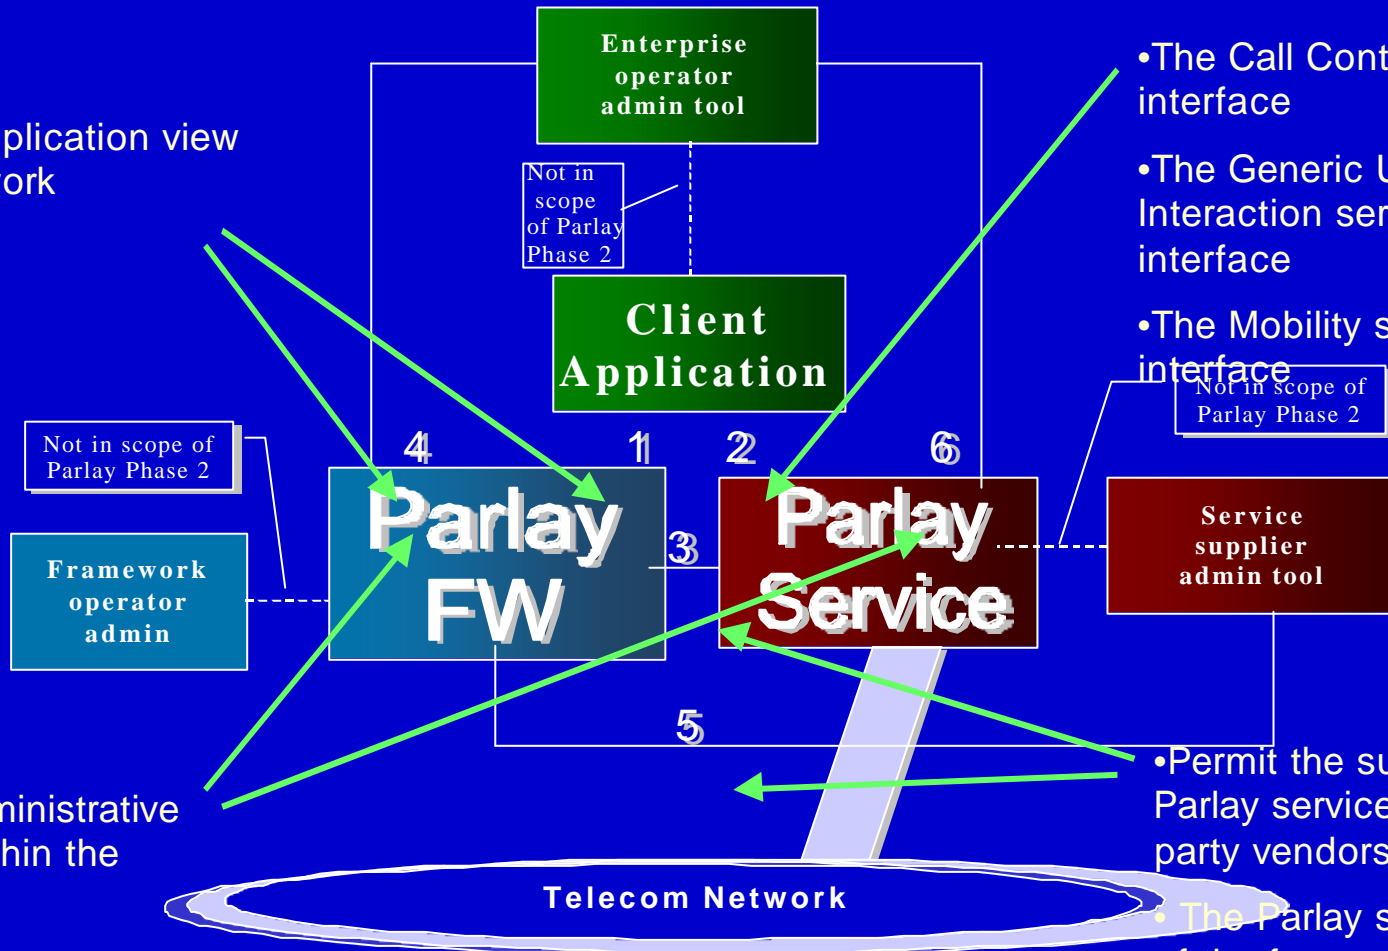 Enterprise
operator
admin tool
•The Call Cont
interface
plication view
ork
Not in
scope
of Parlay
Phase 2
•The Generic U
Interaction ser
interface
Client
Application
•The Mobility s
interface
Not in scope of
Parlay Phase 2
Not in scope of
Parlay Phase 2
4
1
2
6
Parlay
FW
3
Parlay
Service
Framework
operator
admin
Service
supplier
admin tool
5
ministrative
hin the
•Permit the su
Parlay service
party vendors
Telecom Network
• The Parlay s